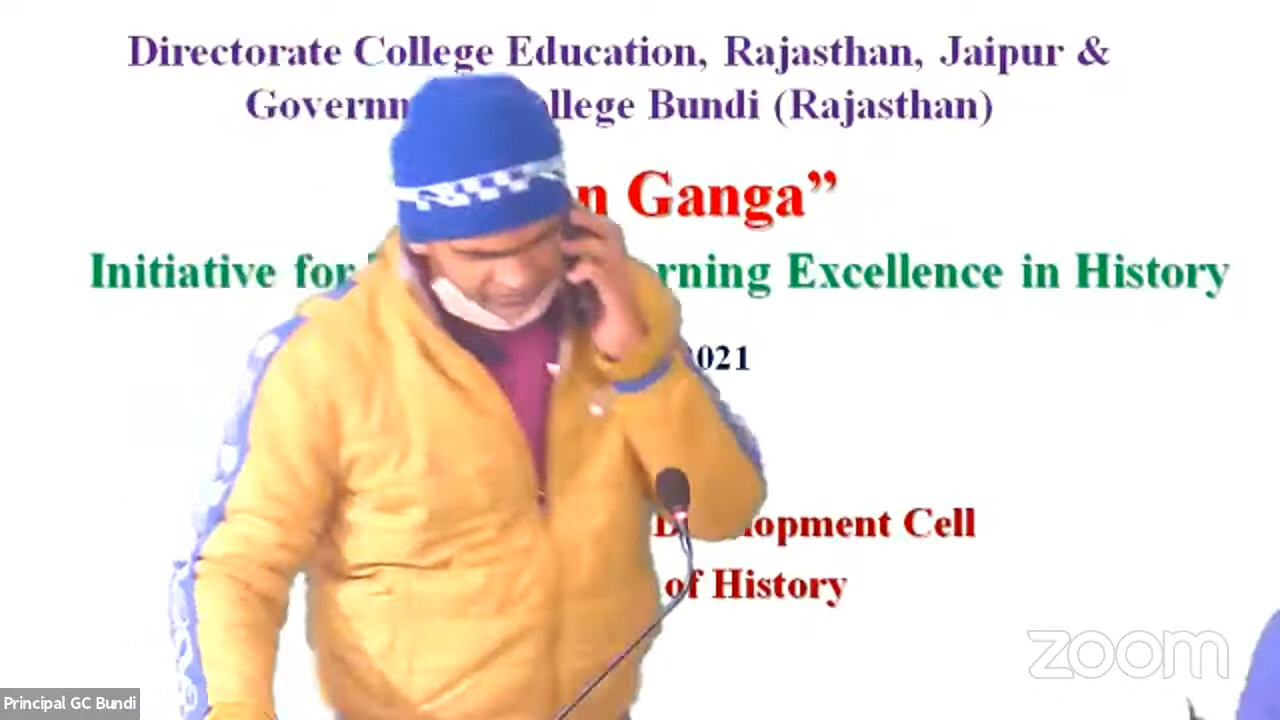 Directorate College Education, Rajasthan, Jaipur &
Governm llege Bundi (Rajasthan)
n Ganga”
Initiative for rning Excellence in History
021
D opment Cell
of History
zoom
Principal GC Bundi